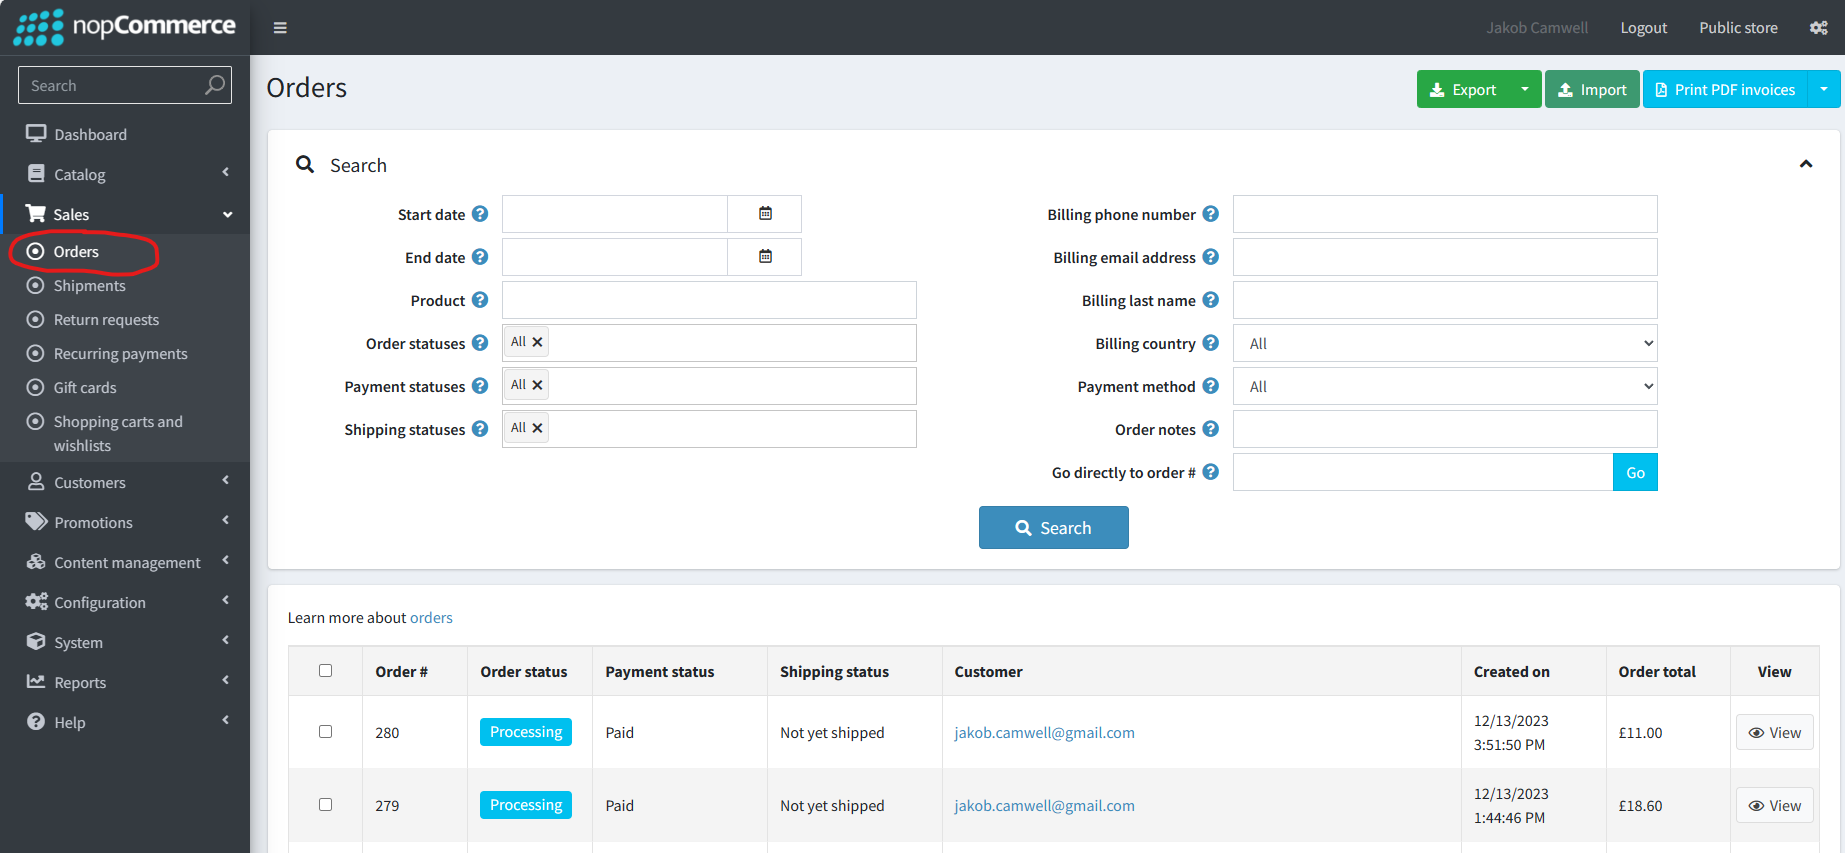 nopCommerce
Jakob Camwell
Logout
Public store
Search
Dashboard
Catalog
Sales
Orders
Shipments
Return requests
Recurring payments
Gift cards
Shopping carts and
wishlists
Customers
Promotions
Content management
Configuration
System
Reports
Help
Orders
Export
Import
Print PDF invoices
Search
Start date
End date
Product
Order statuses All
Payment statuses All
Shipping statuses All
Billing phone number
Billing email address
Billing last name
Billing country All
Payment method All
Order notes
Go directly to order # Go
Search
Learn more about orders
Order # Order status Payment status Shipping status Customer Created on Order total View
280 Processing Paid Not yet shipped jakob.camwell@gmail.com 12/13/2023 £11.00 View
3:51:50 PM
279 Processing Paid Not yet shipped jakob.camwell@gmail.com 12/13/2023 £18.60 View
1:44:46 PM